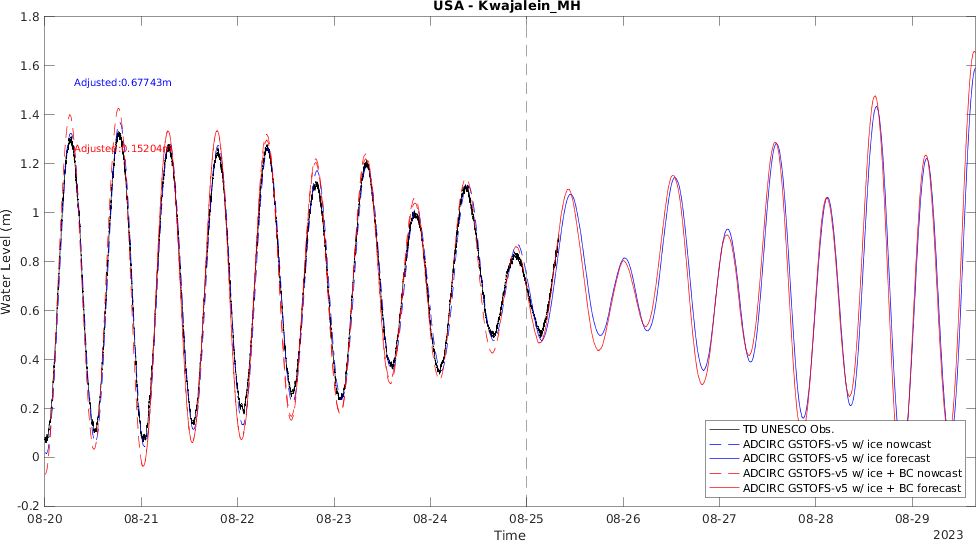 USA - Kwajalein_MH
1.8
1.6
1.4
1.2
1
0.8
0.6
0.4
0.2
0
-0.2
Water Level (m)
Adjusted:0.67743m
Adjusted:0.15204m
TD UNESCO Obs.
ADCIRC GSTOFS-v5 w/ ice nowcast
ADCIRC GSTOFS-v5 w/ ice forecast
ADCIRC GSTOFS-v5 w/ ice + BC nowcast
ADCIRC GSTOFS-v5 w/ ice + BC forecast
08-20 08-21 08-22 08-23 08-24 08-25 08-26 08-27 08-28 08-29
Time
2023